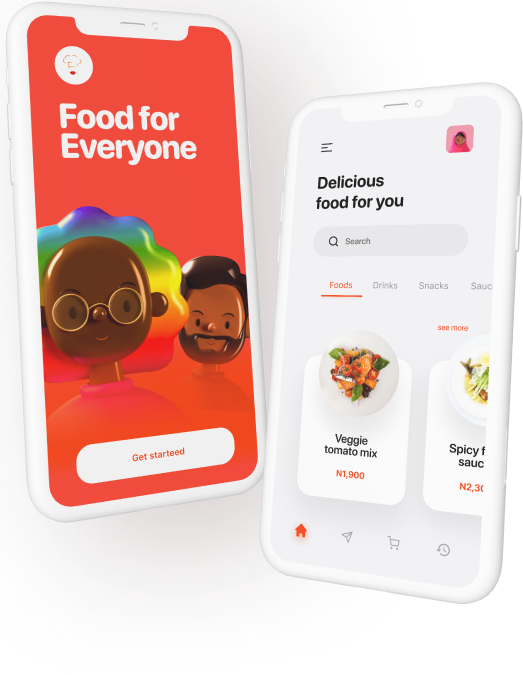 Food for
Everyone
Get starteed
Delicious
food for you
Search
Foods Drinks Snacks Sauc
see more
Veggie
tomato mix
N1,900
Spicy f
sauc
N2,30